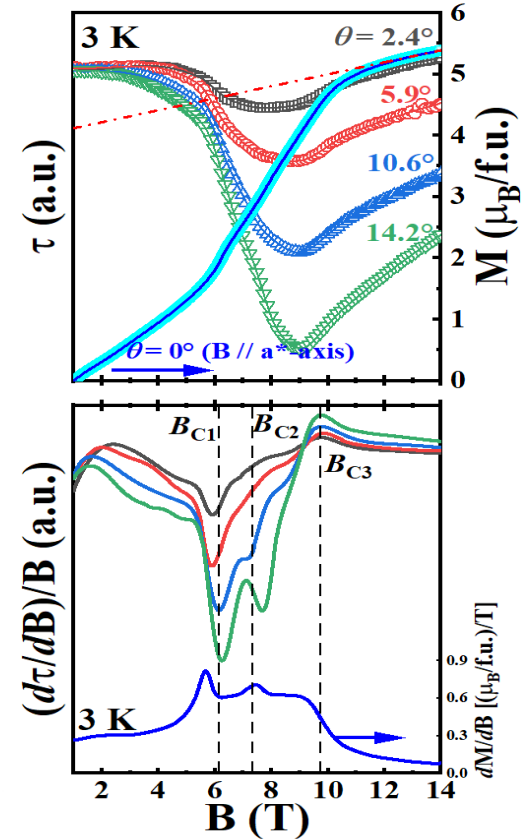 3 K
θ = 2.4°
5.9°
10.6°
14.2°
θ = 0° (B // a*-axis)
τ (a.u.)
M (μB/f.u.)
6
5
4
3
2
1
0
BC1
BC2
BC3
(dτ/dB)/B (a.u.)
3 K
0.9
0.6
0.3
0.0
dM/dB [(μB/f.u.)/T]
2 4 6 8 10 12 14
B (T)